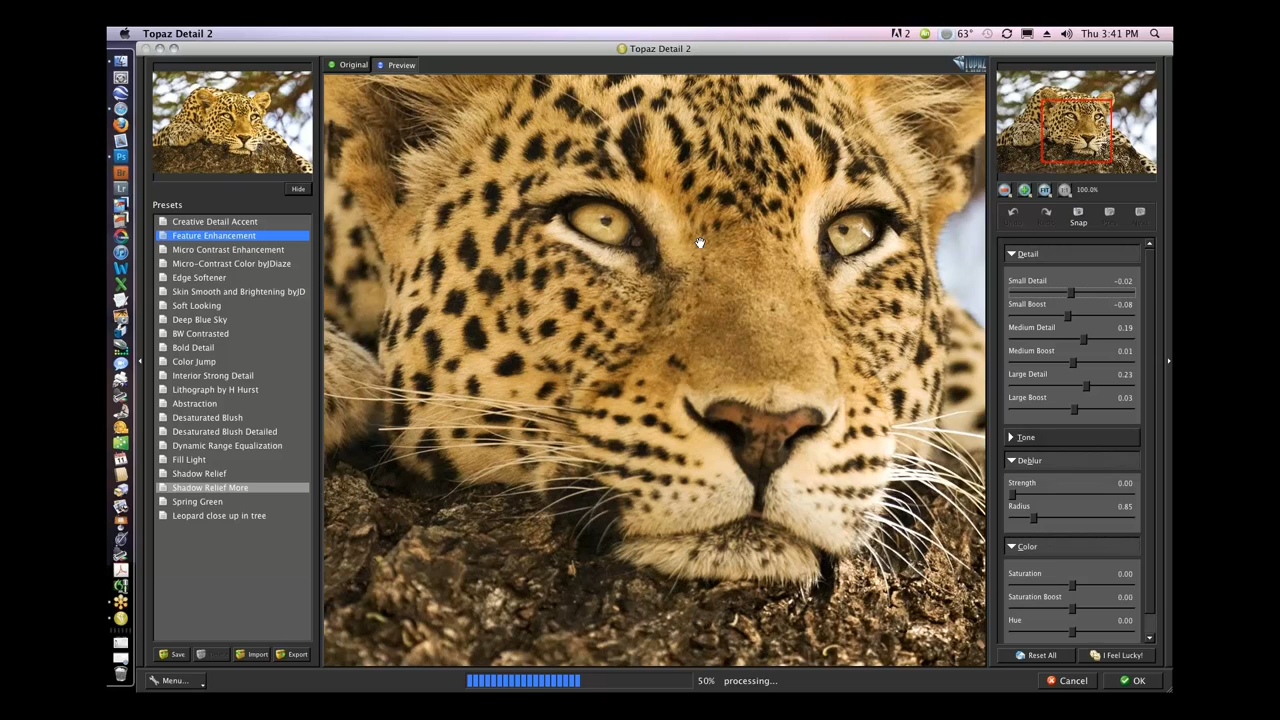 Topaz Detail 2
2
63°
Thu 3:41 PM
Topaz Detail 2
Original
Preview
TOPAZ
Hide
Presets
Creative Detail Accent
Feature Enhancement
Micro Contrast Enhancement
Micro-Contrast Color byJDiaze
Edge Softener
Skin Smooth and Brightening byJD
Soft Looking
Deep Blue Sky
BW Contrasted
Bold Detail
Color Jump
Interior Strong Detail
Lithograph by H Hurst
Abstraction
Desaturated Blush
Desaturated Blush Detailed
Dynamic Range Equalization
Fill Light
Shadow Relief
Shadow Relief More
Spring Green
Leopard close up in tree
Save
Import
Export
Menu...
50% processing...
100.0%
Snap
Detail
Small Detail -0.02
Small Boost -0.08
Medium Detail 0.19
Medium Boost 0.01
Large Detail 0.23
Large Boost 0.03
Tone
Deblur
Strength 0.00
Radius 0.85
Color
Saturation 0.00
Saturation Boost 0.00
Hue 0.00
Reset All
I Feel Lucky!
Cancel
OK
Ps
Br
Lr